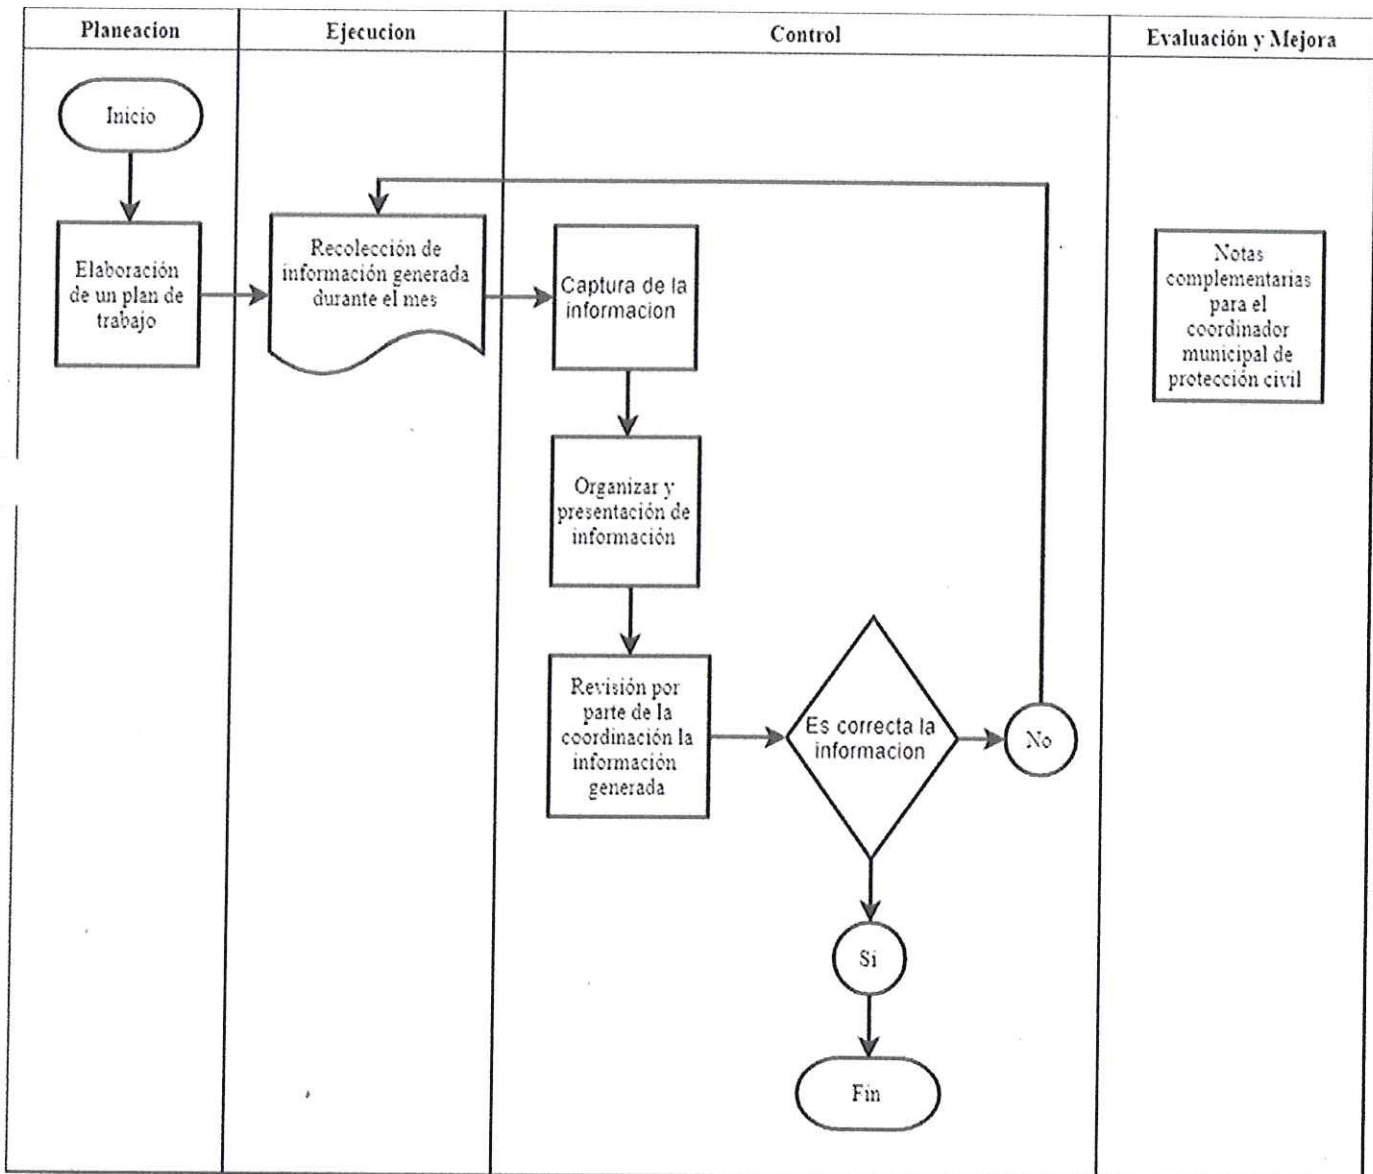 Planeacion
Ejecucion
Control
Evaluación y Mejora
Inicio
Elaboración
de un plan de
trabajo
Recolección de
información generada
durante el mes
Captura de la
informacion
Organizar y
presentación de
información
Revisión por
parte de la
coordinación la
información
generada
Es correcta la
informacion
No
Si
Fin
Notas
complementarias
para el
coordinador
municipal de
protección civil